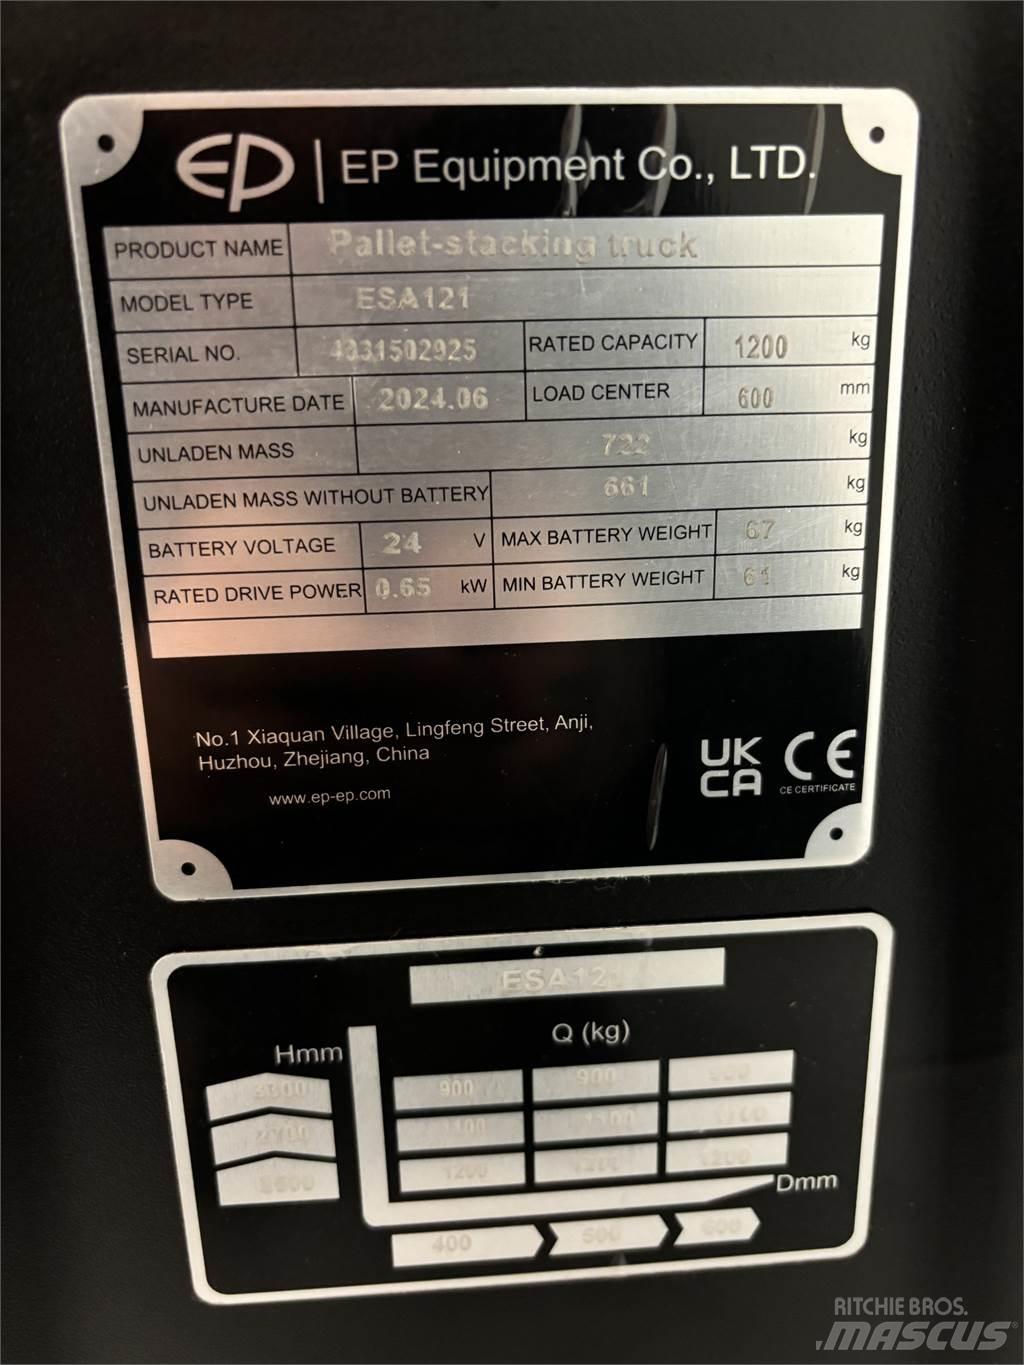 EP | EP Equipment Co., LTD.
PRODUCT NAME Pallet-stacking truck
MODEL TYPE ESA121
SERIAL NO. RATED CAPACITY 1200 kg
MANUFACTURE DATE 2024.06 LOAD CENTER 600 mm
UNLADEN MASS 722 kg
UNLADEN MASS WITHOUT BATTERY 661 kg
BATTERY VOLTAGE 24 V MAX BATTERY WEIGHT 67 kg
RATED DRIVE POWER 0.65 kW MIN BATTERY WEIGHT 61 kg
No.1 Xiaquan Village, Lingfeng Street, Anji,
Huzhou, Zhejiang, China
www.ep-ep.com
UK
CA
CE
CE CERTIFICATE
ESA121
Q (kg)
Hmm
900 900
2700 1100 1100 1100
1200 1200 1200
Dmm
400 500 600
RITCHIE BROS.
MASCUS